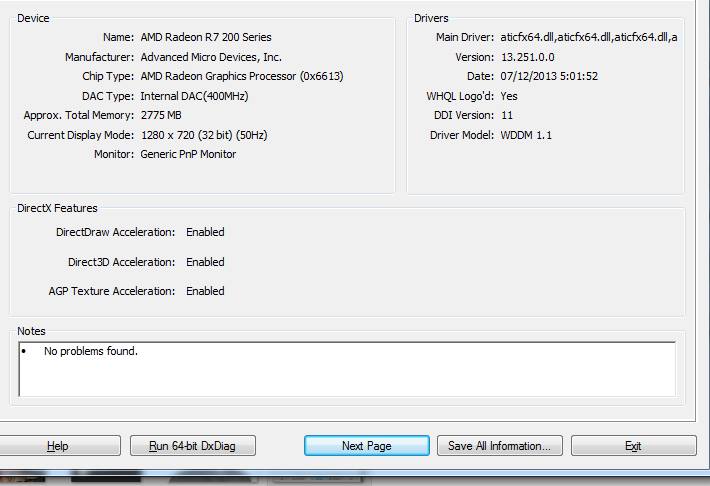 Device
Name: AMD Radeon R7 200 Series
Manufacturer: Advanced Micro Devices, Inc.
Chip Type: AMD Radeon Graphics Processor (0x6613)
DAC Type: Internal DAC(400MHz)
Approx. Total Memory: 2775 MB
Current Display Mode: 1280 x 720 (32 bit) (50Hz)
Monitor: Generic PnP Monitor
Drivers
Main Driver: aticfx64.dll,aticfx64.dll,aticfx64.dll,a
Version: 13.251.0.0
Date: 07/12/2013 5:01:52
WHQL Logo'd: Yes
DDI Version: 11
Driver Model: WDDM 1.1
DirectX Features
DirectDraw Acceleration: Enabled
Direct3D Acceleration: Enabled
AGP Texture Acceleration: Enabled
Notes
• No problems found.
Help Run 64-bit DxDiag Next Page Save All Information... Exit